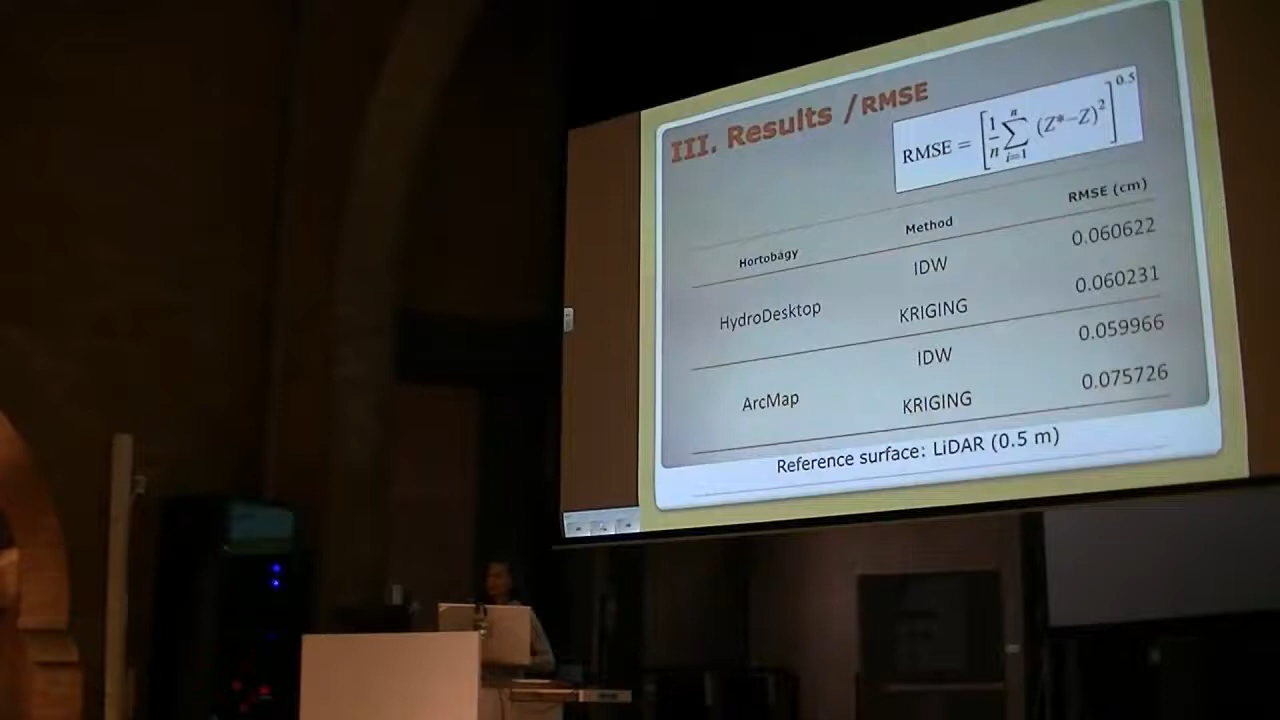 III. Results /RMSE
RMSE = [1/n n∑i=1 (Z*−Z)²]^0.5
Hortobágy Method RMSE (cm)
HydroDesktop IDW 0.060622
KRIGING 0.060231
ArcMap IDW 0.059966
KRIGING 0.075726
Reference surface: LiDAR (0.5 m)